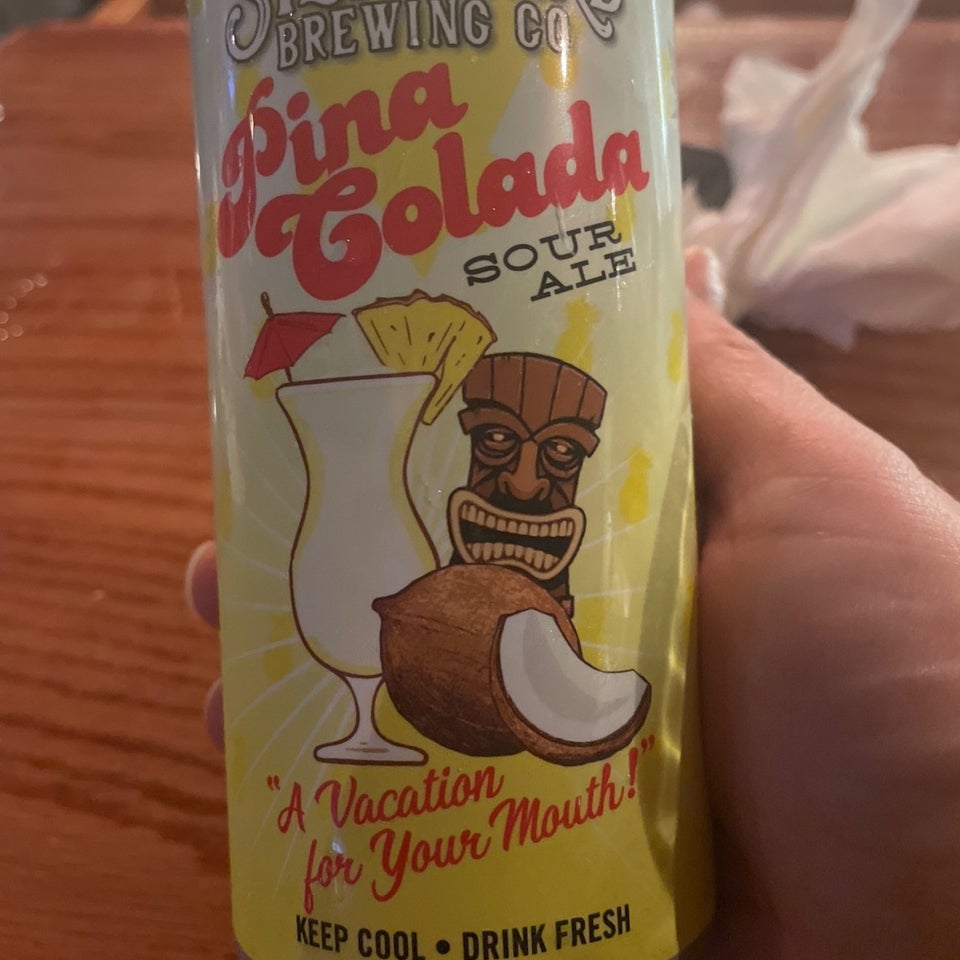 BREWING CO
Pina
Colada
SOUR
ALE
"A Vacation
for Your Mouth!"
KEEP COOL • DRINK FRESH